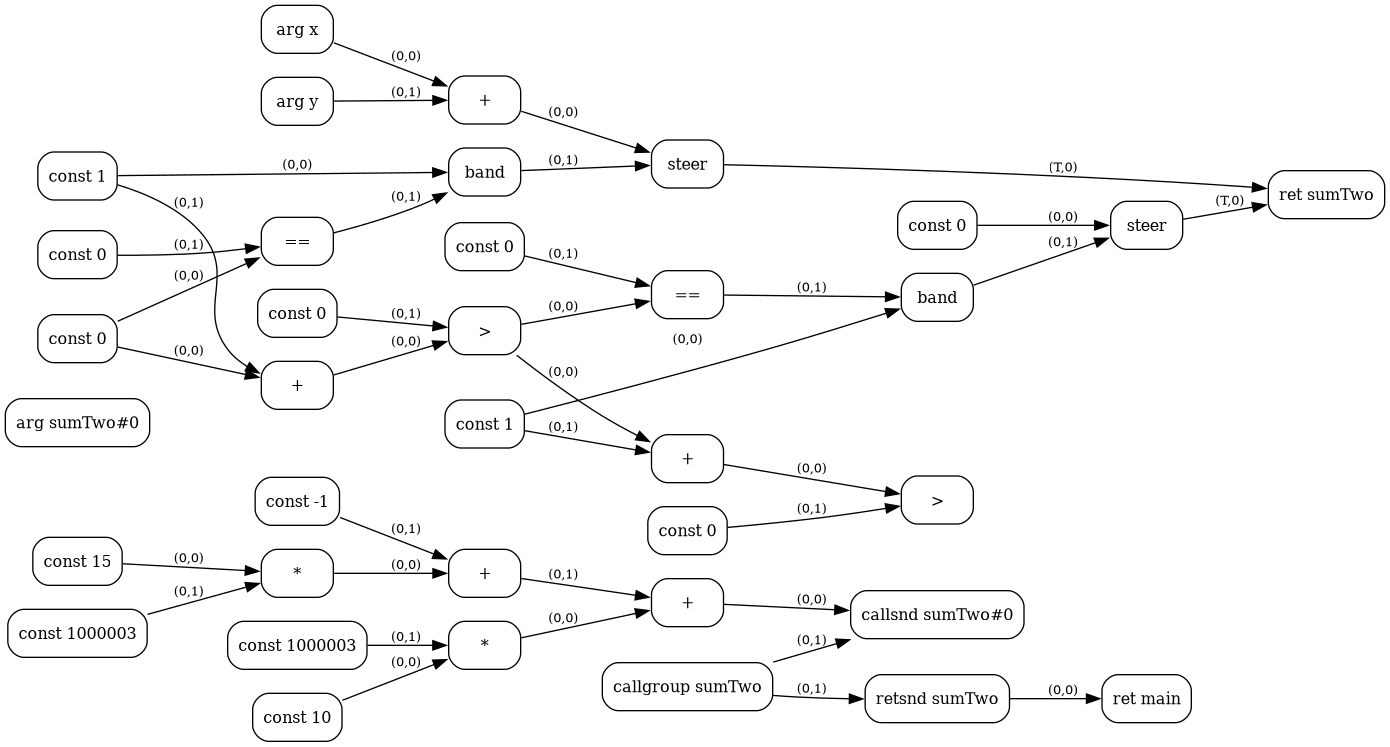 arg x
(0,0)
arg y
(0,1)
+
(0,0)
const 1
(0,0)
band
(0,1)
steer
(T,0)
ret sumTwo
(0,1)
(0,1)
const 0
(0,1)
==
(0,0)
const 0
(0,1)
const 0
(0,0)
steer
(T,0)
(0,1)
const 0
(0,0)
const 0
(0,1)
>
(0,0)
==
(0,1)
band
(0,0)
+
(0,0)
(0,0)
const 1
(0,1)
arg sumTwo#0
+
(0,0)
>
const 0
(0,1)
const -1
(0,1)
const 15
(0,0)
*
(0,0)
+
(0,1)
const 1000003
(0,1)
const 1000003
(0,1)
*
(0,0)
+
(0,0)
callsnd sumTwo#0
(0,0)
const 10
callgroup sumTwo
(0,1)
(0,1)
retsnd sumTwo
(0,0)
ret main